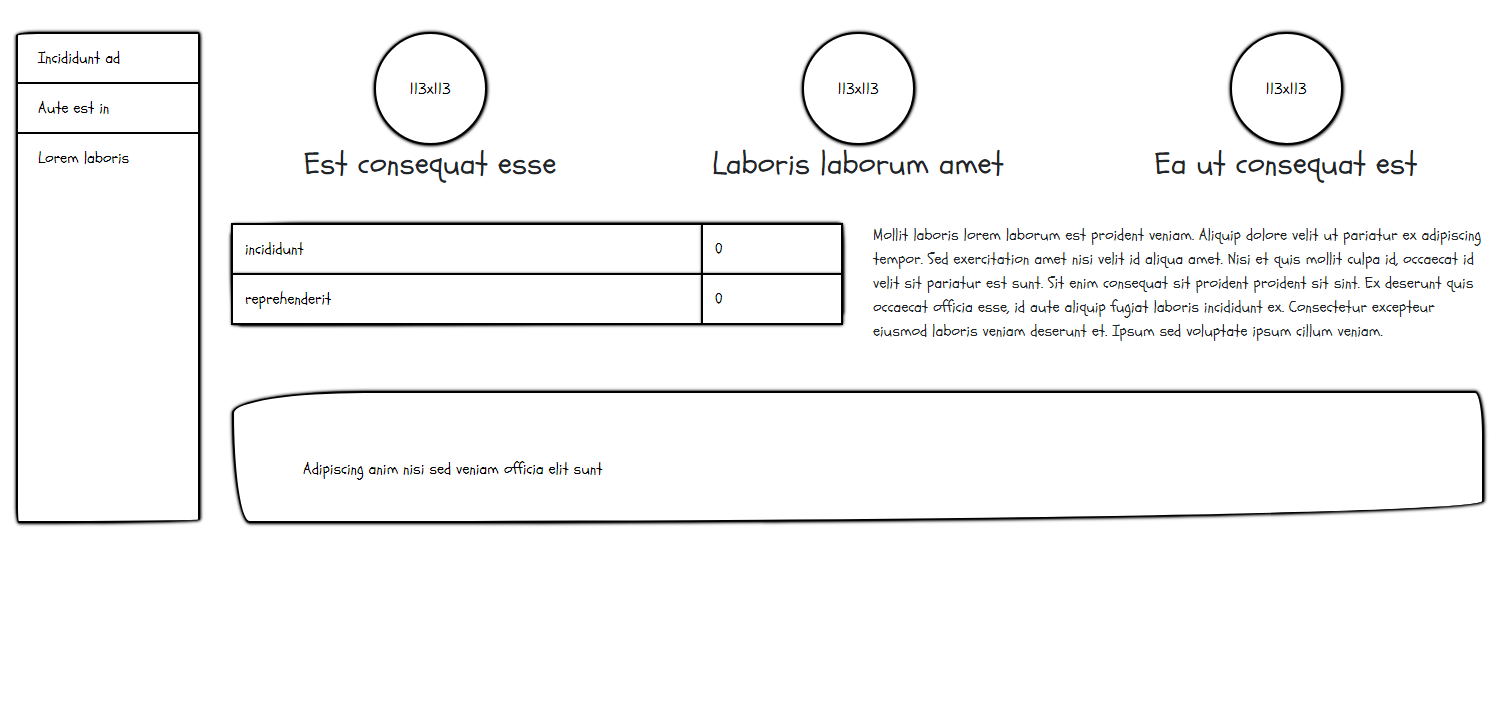 Incididunt ad
Aute est in
Lorem laboris
113x113
Est consequat esse
113x113
Laboris laborum amet
113x113
Ea ut consequat est
incididunt 0
reprehenderit 0
Mollit laboris lorem laborum est proident veniam. Aliquip dolore velit ut pariatur ex adipiscing
tempor. Sed exercitation amet nisi velit id aliqua amet. Nisi et quis mollit culpa id, occaecat id
velit sit pariatur est sunt. Sit enim consequat sit proident proident sit sint. Ex deserunt quis
occaecat officia esse, id aute aliquip fugiat laboris incididunt ex. Consectetur excepteur
eiusmod laboris veniam deserunt et. Ipsum sed voluptate ipsum cillum veniam.
Adipiscing anim nisi sed veniam officia elit sunt